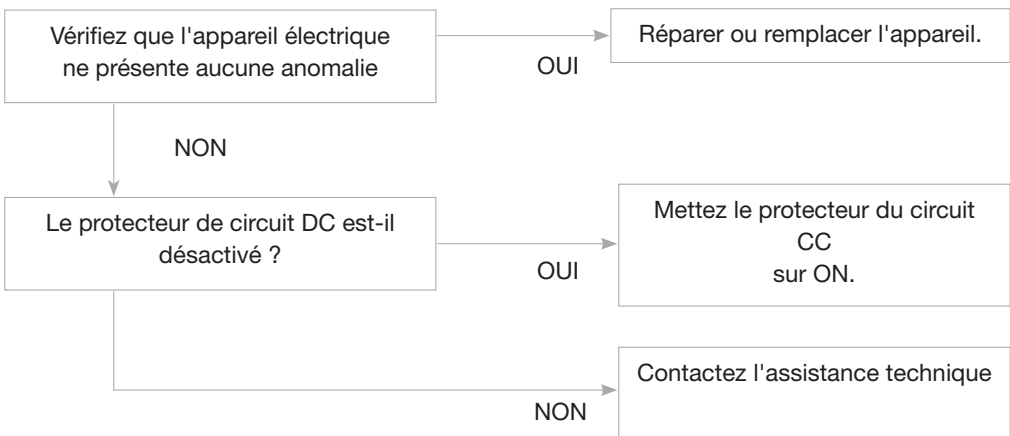 Vérifiez que l'appareil électrique
ne présente aucune anomalie
OUI
Réparer ou remplacer l'appareil.
NON
Le protecteur de circuit DC est-il
désactivé ?
OUI
Mettez le protecteur du circuit
CC
sur ON.
NON
Contactez l'assistance technique